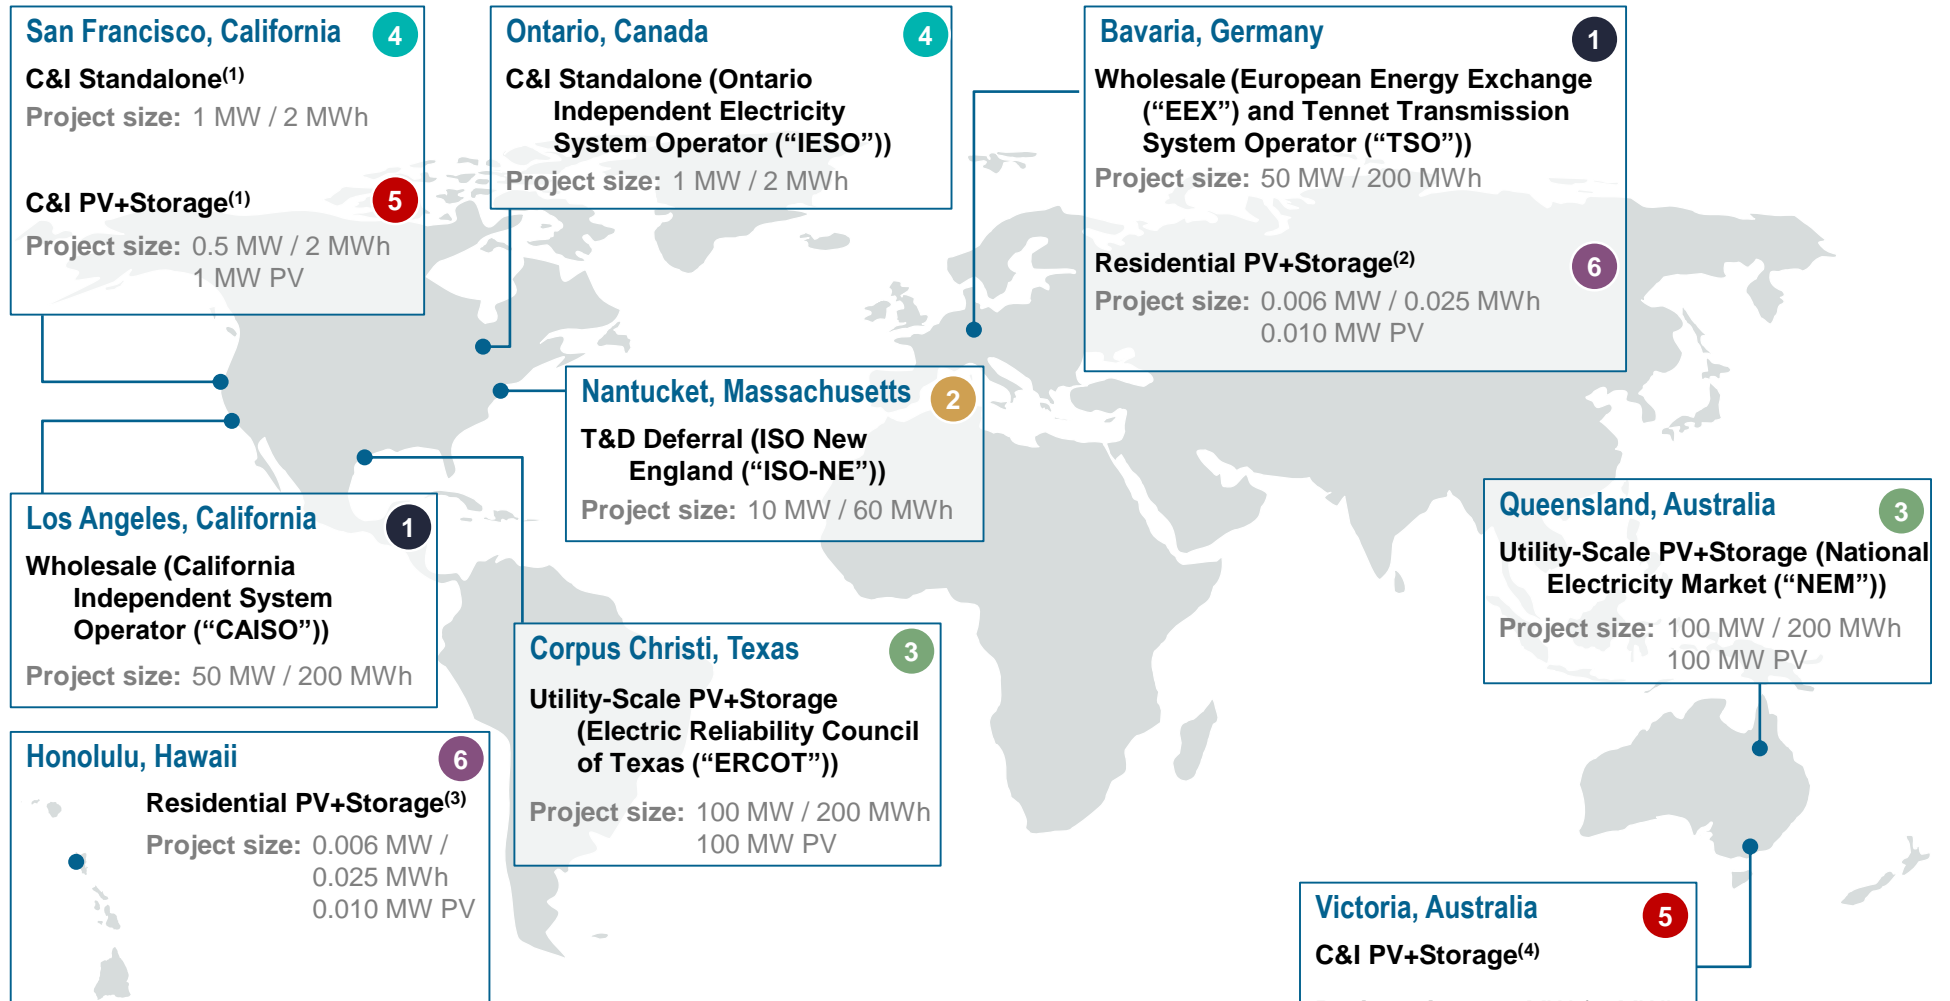 San Francisco, California 4
C&I Standalone(1)
Project size: 1 MW / 2 MWh
C&I PV+Storage(1) 5
Project size: 0.5 MW / 2 MWh
1 MW PV
Ontario, Canada 4
C&I Standalone (Ontario
Independent Electricity
System Operator (“IESO”))
Project size: 1 MW / 2 MWh
Bavaria, Germany 1
Wholesale (European Energy Exchange
(“EEX”) and Tennet Transmission
System Operator (“TSO”))
Project size: 50 MW / 200 MWh
Residential PV+Storage(2) 6
Project size: 0.006 MW / 0.025 MWh
0.010 MW PV
Nantucket, Massachusetts 2
T&D Deferral (ISO New
England (“ISO-NE”))
Project size: 10 MW / 60 MWh
Los Angeles, California 1
Wholesale (California
Independent System
Operator (“CAISO”))
Project size: 50 MW / 200 MWh
Queensland, Australia 3
Utility-Scale PV+Storage (National
Electricity Market (“NEM”))
Project size: 100 MW / 200 MWh
100 MW PV
Corpus Christi, Texas 3
Utility-Scale PV+Storage
(Electric Reliability Council
of Texas (“ERCOT”))
Project size: 100 MW / 200 MWh
100 MW PV
Honolulu, Hawaii 6
Residential PV+Storage(3)
Project size: 0.006 MW /
0.025 MWh
0.010 MW PV
Victoria, Australia 5
C&I PV+Storage(4)